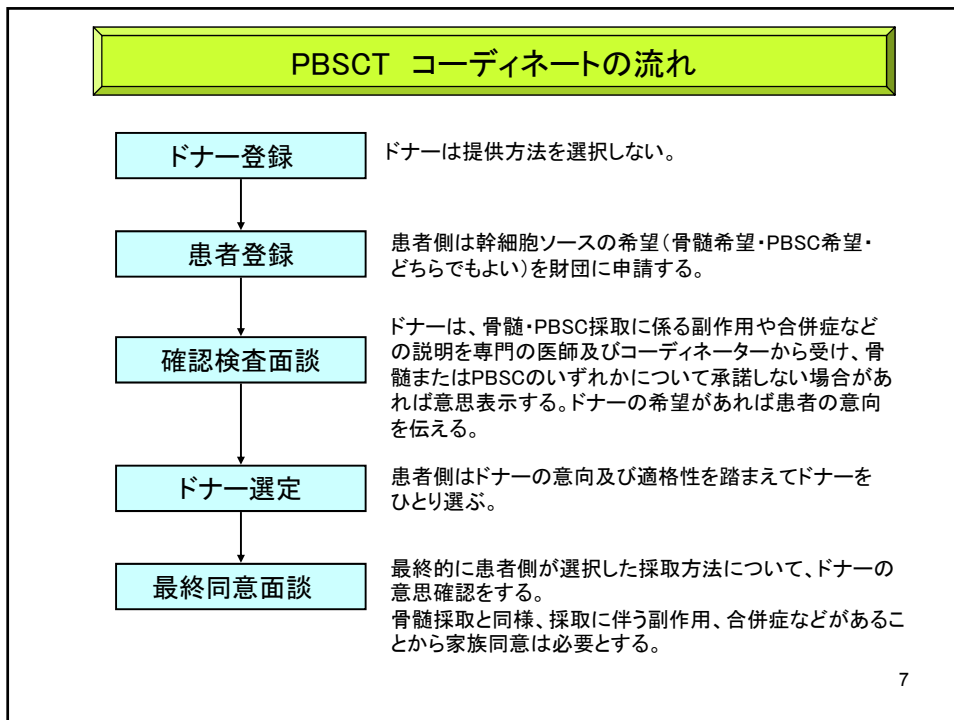 PBSCT コーディネートの流れ
ドナー登録
ドナーは提供方法を選択しない。
患者登録
患者側は幹細胞ソースの希望（骨髄希望・PBSC希望・
どちらでもよい）を財団に申請する。
確認検査面談
ドナーは、骨髄・PBSC採取に係る副作用や合併症など
の説明を専門の医師及びコーディネーターから受け、骨
髄またはPBSCのいずれかについて承諾しない場合があ
れば意思表示する。ドナーの希望があれば患者の意向
を伝える。
ドナー選定
患者側はドナーの意向及び適格性を踏まえてドナーを
ひとり選ぶ。
最終同意面談
最終的に患者側が選択した採取方法について、ドナーの
意思確認をする。
骨髄採取と同様、採取に伴う副作用、合併症などがあるこ
とから家族同意は必要とする。
7